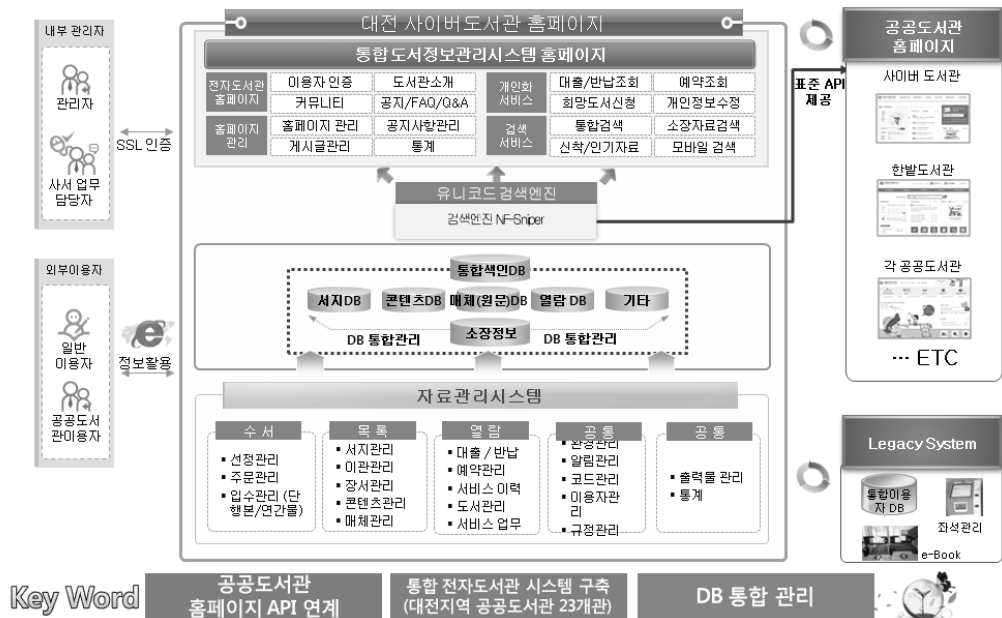 내부 관리자
관리자
사서 업무
담당자
SSL 인증
외부이용자
일반
이용자
공공도서
관이용자
정보활용
대전 사이버도서관 홈페이지
통합도서정보관리시스템 홈페이지
전자도서관
홈페이지
이용자 인증
도서관소개
커뮤니티
공지/FAQ/Q&A
홈페이지
관리
홈페이지 관리
공지사항관리
게시글관리
통계
개인화
서비스
대출/반납조회
예약조회
희망도서신청
개인정보수정
검색
서비스
통합검색
소장자료검색
신착/인기자료
모바일 검색
유니코드 검색엔진
검색엔진 NF-Sniper
통합색인DB
서지DB
콘텐츠DB
매체(원문)DB
열람 DB
기타
소장정보
DB 통합관리
DB 통합관리
자료관리시스템
수 서
▪ 선정관리
▪ 주문관리
▪ 입수관리 (단
행본/연간물)
목 록
▪ 서지관리
▪ 이관관리
▪ 장서관리
▪ 콘텐츠관리
▪ 매체관리
열 람
▪ 대출 / 반납
▪ 예약관리
▪ 서비스 이력
▪ 도서관리
▪ 서비스 업무
공 통
▪ 환경관리
▪ 알림관리
▪ 코드관리
▪ 이용자관
리
▪ 규정관리
공 통
▪ 출력물 관리
▪ 통계
표준 API
제공
공공도서관
홈페이지
사이버 도서관
한밭도서관
각 공공도서관
··· ETC
Legacy System
통합이용
자 DB
좌석관리
e-Book
Key Word
공공도서관
홈페이지 API 연계
통합 전자도서관 시스템 구축
(대전지역 공공도서관 23개관)
DB 통합 관리